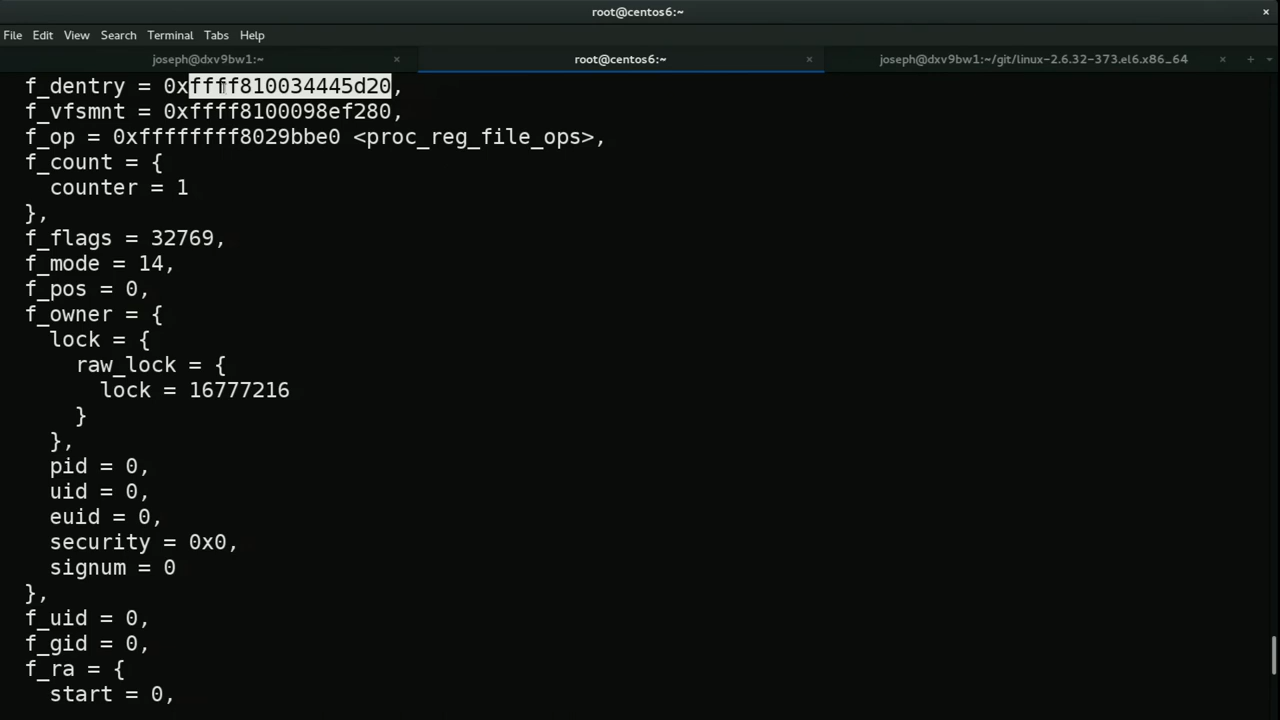 root@centos6:~
File Edit View Search Terminal Tabs Help
joseph@dxv9bw1:~ × root@centos6:~ × joseph@dxv9bw1:~/git/linux-2.6.32-373.el6.x86_64 ×
f_dentry = 0xffff810034445d20,
f_vfsmnt = 0xffff8100098ef280,
f_op = 0xffffffff8029bbe0 <proc_reg_file_ops>,
f_count = {
counter = 1
},
f_flags = 32769,
f_mode = 14,
f_pos = 0,
f_owner = {
lock = {
raw_lock = {
lock = 16777216
}
},
pid = 0,
uid = 0,
euid = 0,
security = 0x0,
signum = 0
},
f_uid = 0,
f_gid = 0,
f_ra = {
start = 0,